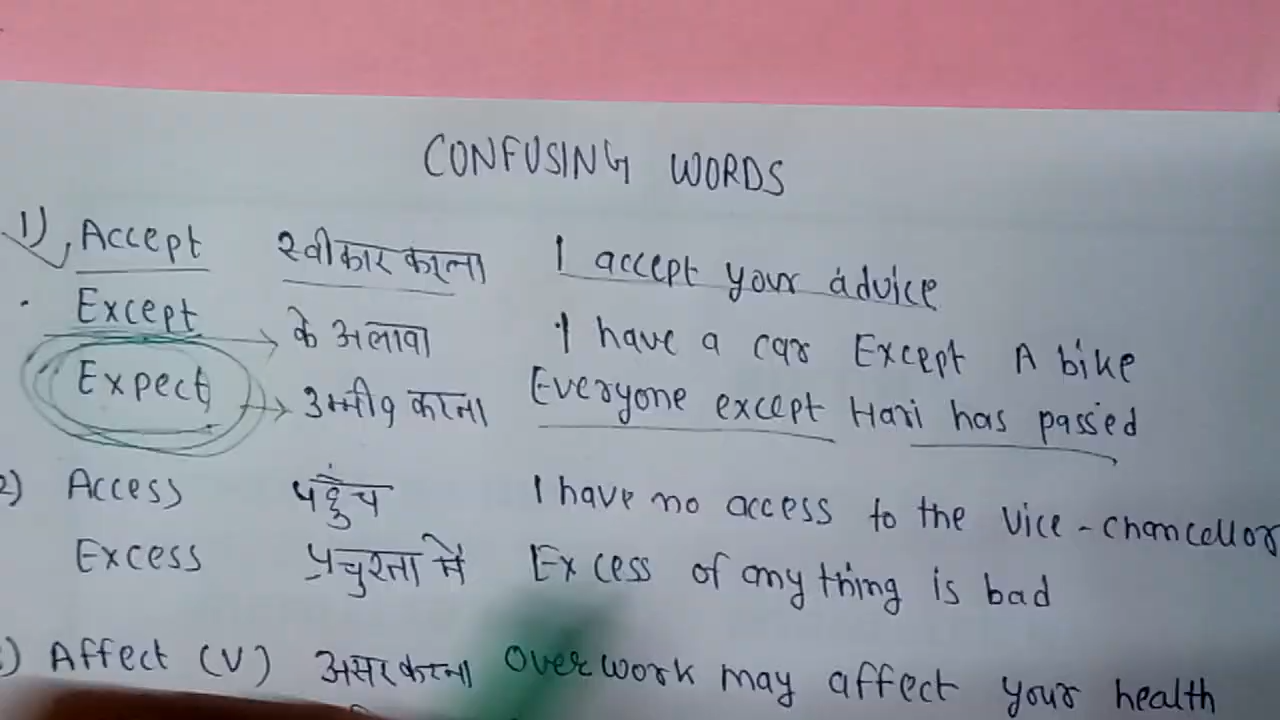 CONFUSING WORDS
1) Accept स्वीकार करना I accept your advice
Except के अलावा I have a car Except A bike
Expect उम्मीद करना Everyone except Hari has passed
2) Access पहुँच I have no access to the Vice-chancellor
Excess प्रचुरता में Excess of anything is bad
) Affect (V) असर करना Over work may affect your health